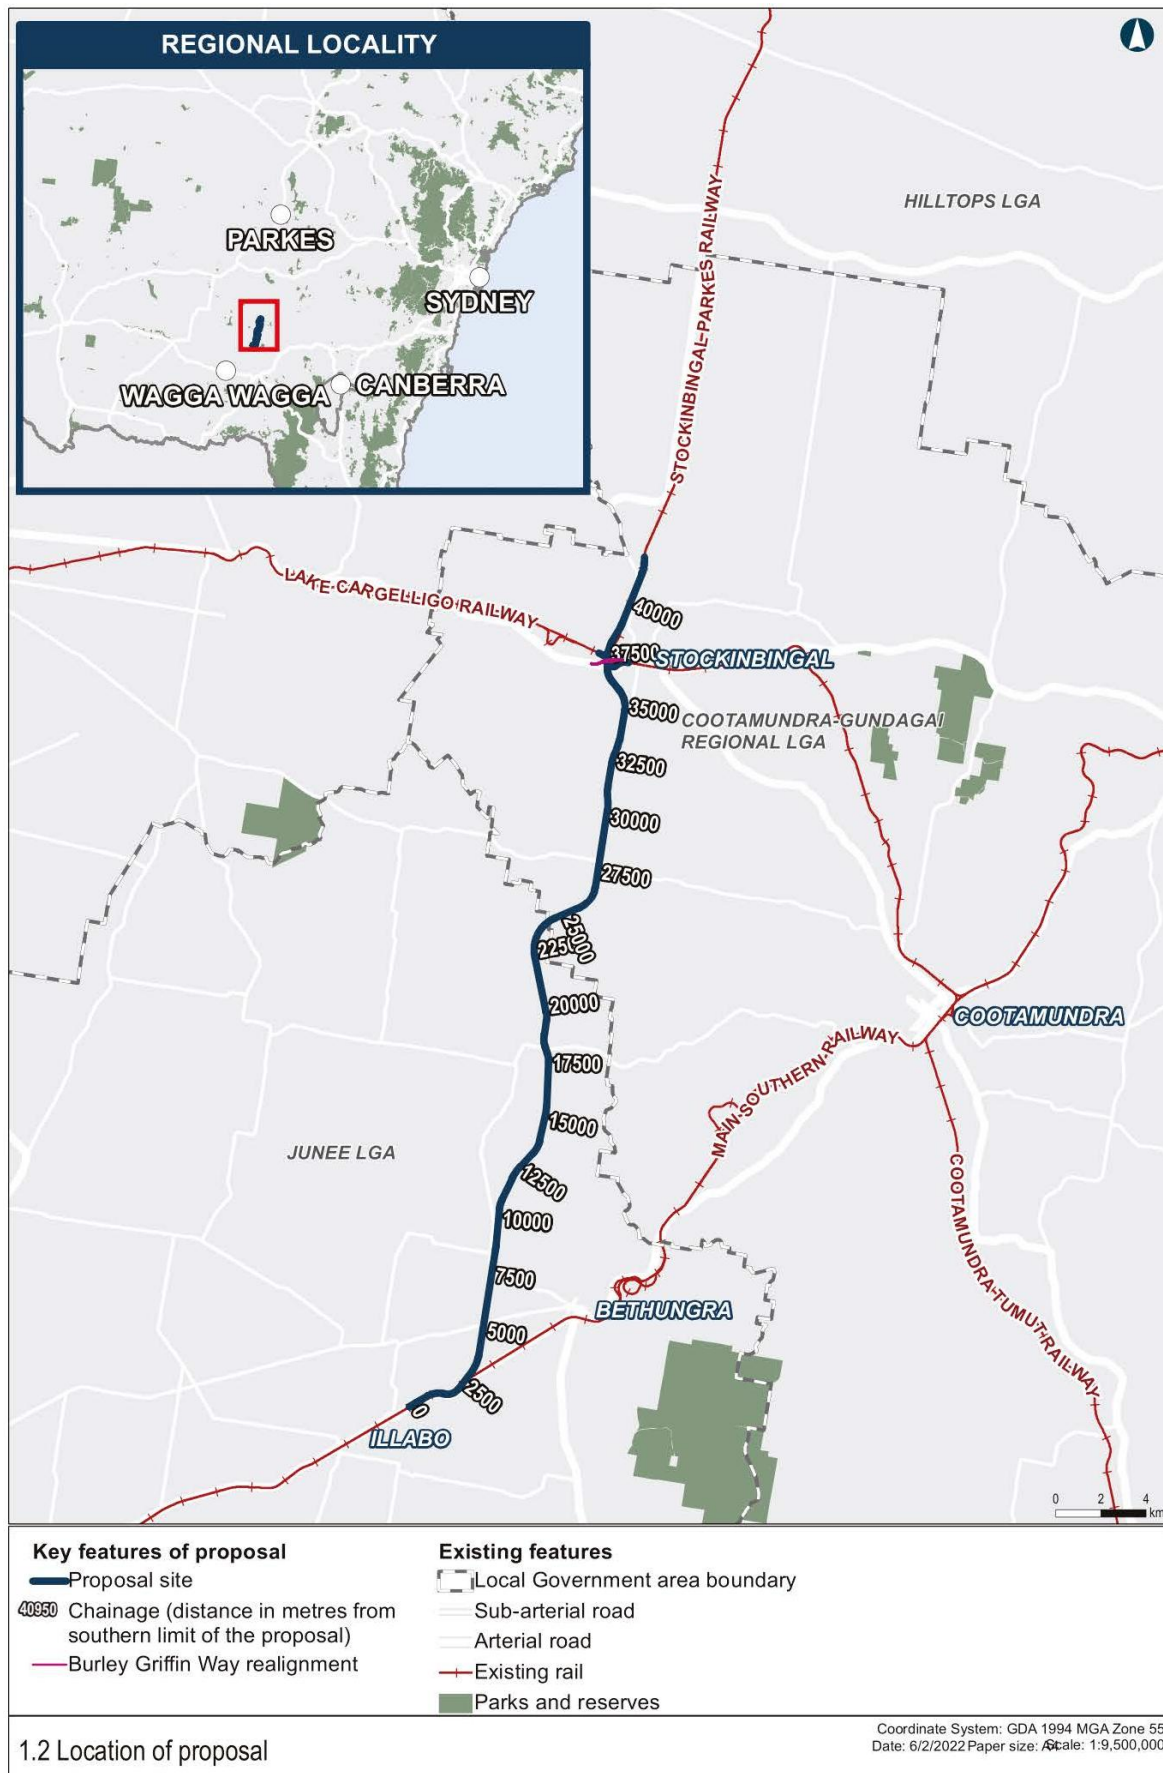 REGIONAL LOCALITY
PARKES
SYDNEY
WAGGA WAGGA
CANBERRA
HILLTOPS LGA
STOCKINBINGAL-PARKES RAILWAY
LAKE CARGELLIGO RAILWAY
40000
37500
STOCKINBINGAL
35000
COOTAMUNDRA-GUNDAGAI
REGIONAL LGA
32500
30000
27500
25000
20000
COOTAMUNDRA
MAIN SOUTHERN RAILWAY
17500
15000
JUNEE LGA
12500
10000
COOTAMUNDRA-TUMUT RAILWAY
7500
BETHUNGRA
5000
2500
0
ILLABO
0 2 4
km
Key features of proposal
Proposal site
40950 Chainage (distance in metres from
southern limit of the proposal)
Burley Griffin Way realignment
Existing features
Local Government area boundary
Sub-arterial road
Arterial road
Existing rail
Parks and reserves
1.2 Location of proposal
Coordinate System: GDA 1994 MGA Zone 55
Date: 6/2/2022 Paper size: A4 Scale: 1:9,500,000